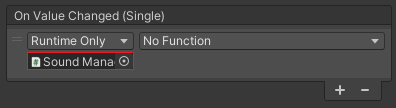 On Value Changed (Single)
Runtime Only No Function
Sound Mana
+ −